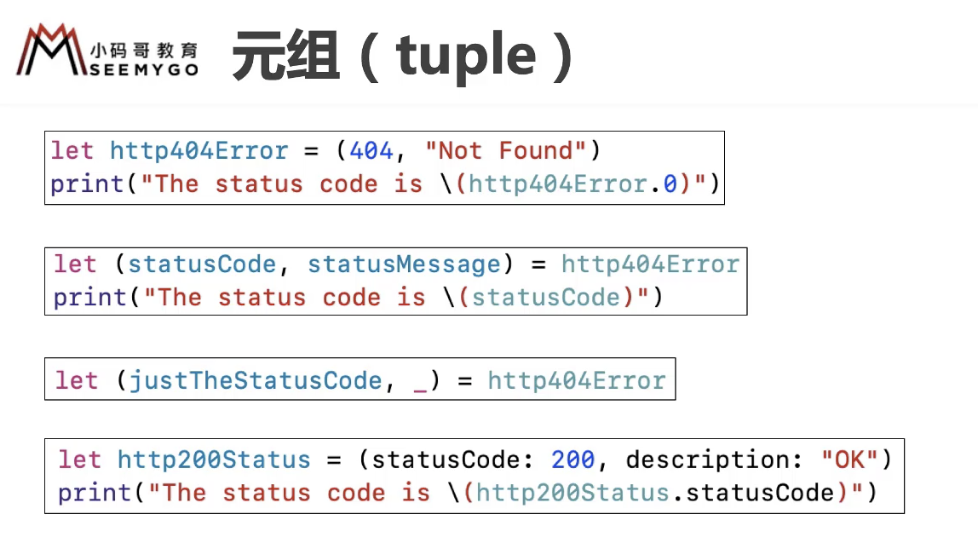 小码哥教育
SEEMYGO
元组（tuple）
let http404Error = (404, "Not Found")
print("The status code is \(http404Error.0)")
let (statusCode, statusMessage) = http404Error
print("The status code is \(statusCode)")
let (justTheStatusCode, _) = http404Error
let http200Status = (statusCode: 200, description: "OK")
print("The status code is \(http200Status.statusCode)")